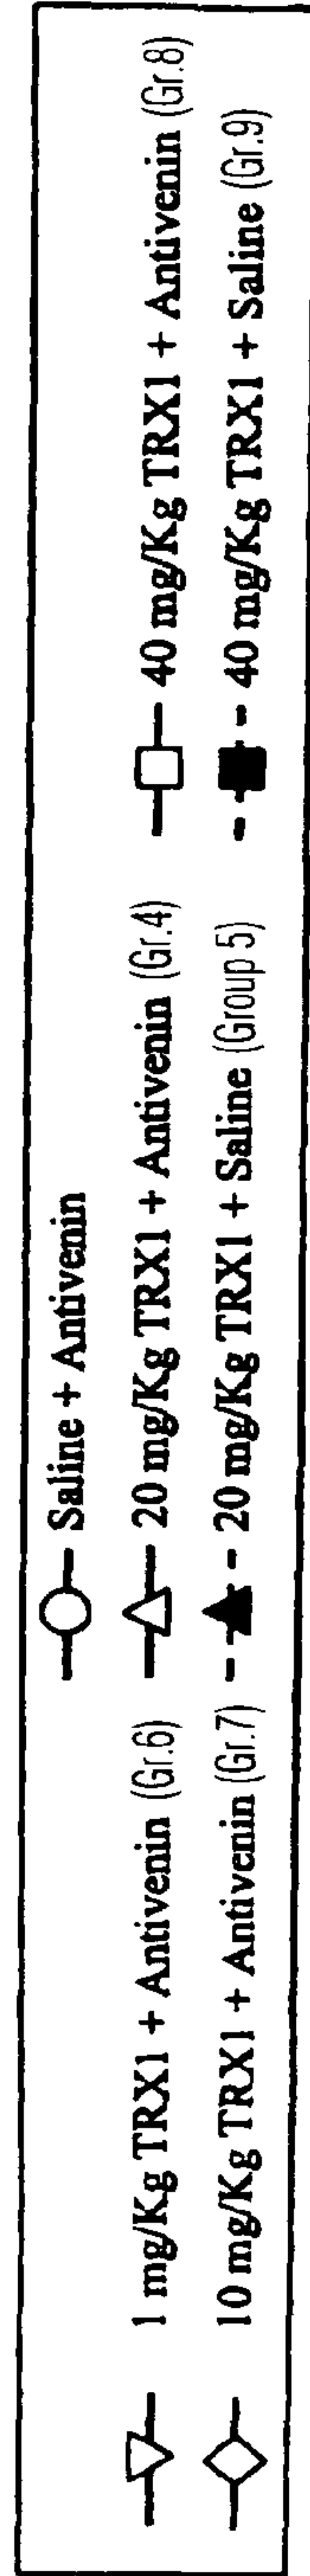 Saline + Antivenin
1 mg/Kg TRX1 + Antivenin (Gr.6) 20 mg/Kg TRX1 + Antivenin (Gr.4) 40 mg/Kg TRX1 + Antivenin (Gr.8)
10 mg/Kg TRX1 + Antivenin (Gr.7) 20 mg/Kg TRX1 + Saline (Group 5) 40 mg/Kg TRX1 + Saline (Gr.9)